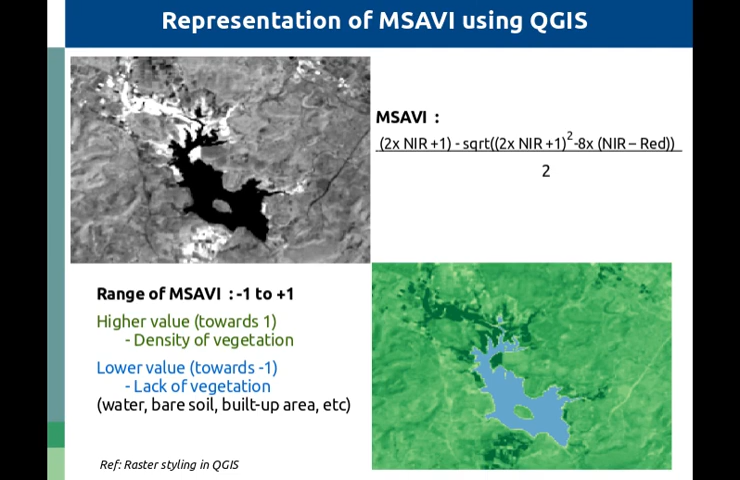 Representation of MSAVI using QGIS
MSAVI :
(2x NIR +1) - sqrt((2x NIR +1)² -8x (NIR – Red))
2
Range of MSAVI : -1 to +1
Higher value (towards 1)
- Density of vegetation
Lower value (towards -1)
- Lack of vegetation
(water, bare soil, built-up area, etc)
Ref: Raster styling in QGIS